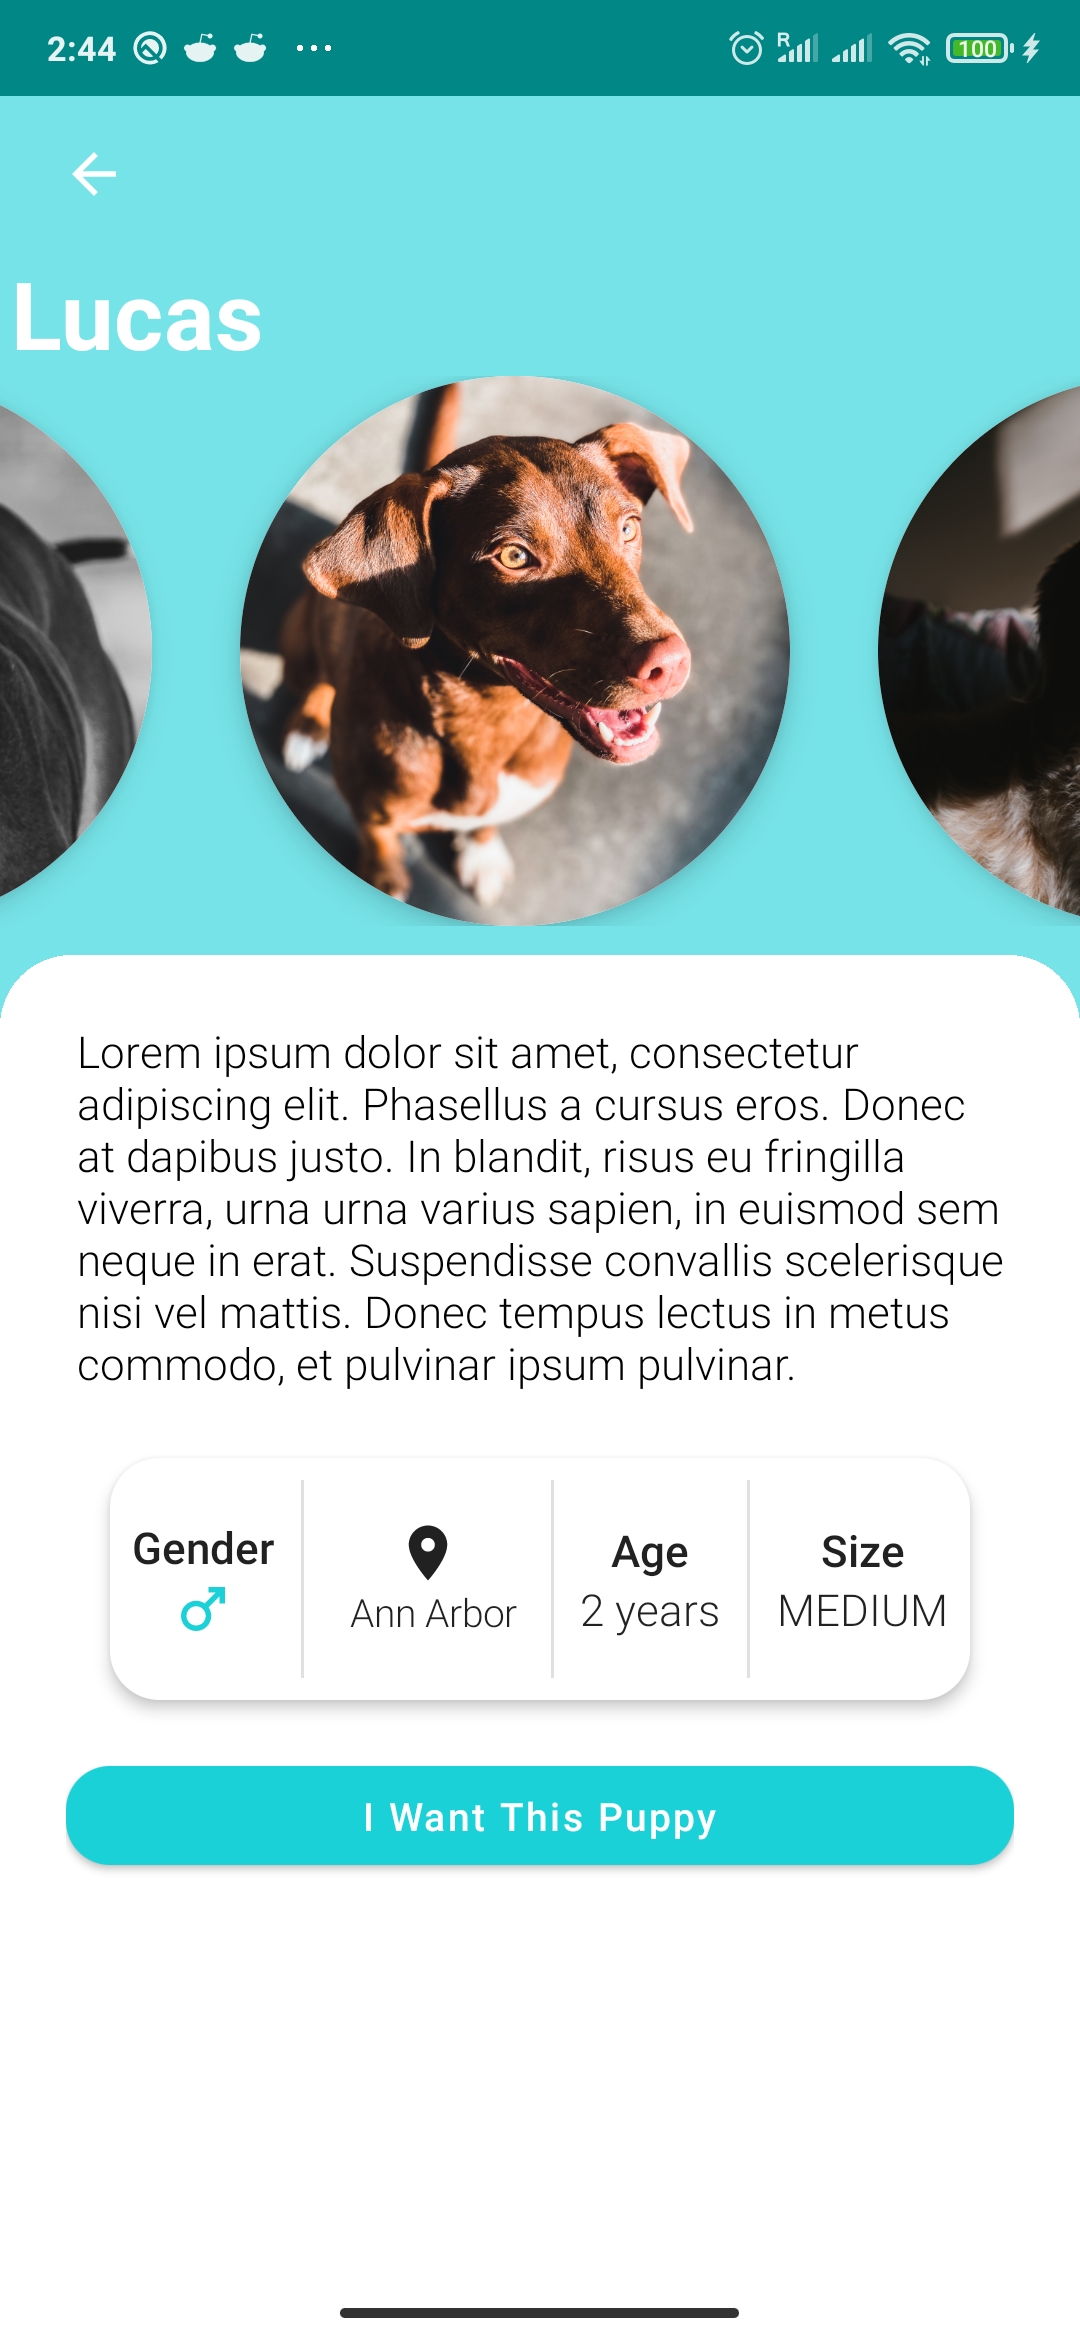 2:44
R
100
Lucas
Lorem ipsum dolor sit amet, consectetur
adipiscing elit. Phasellus a cursus eros. Donec
at dapibus justo. In blandit, risus eu fringilla
viverra, urna urna varius sapien, in euismod sem
neque in erat. Suspendisse convallis scelerisque
nisi vel mattis. Donec tempus lectus in metus
commodo, et pulvinar ipsum pulvinar.
Gender
Ann Arbor
Age
2 years
Size
MEDIUM
I Want This Puppy